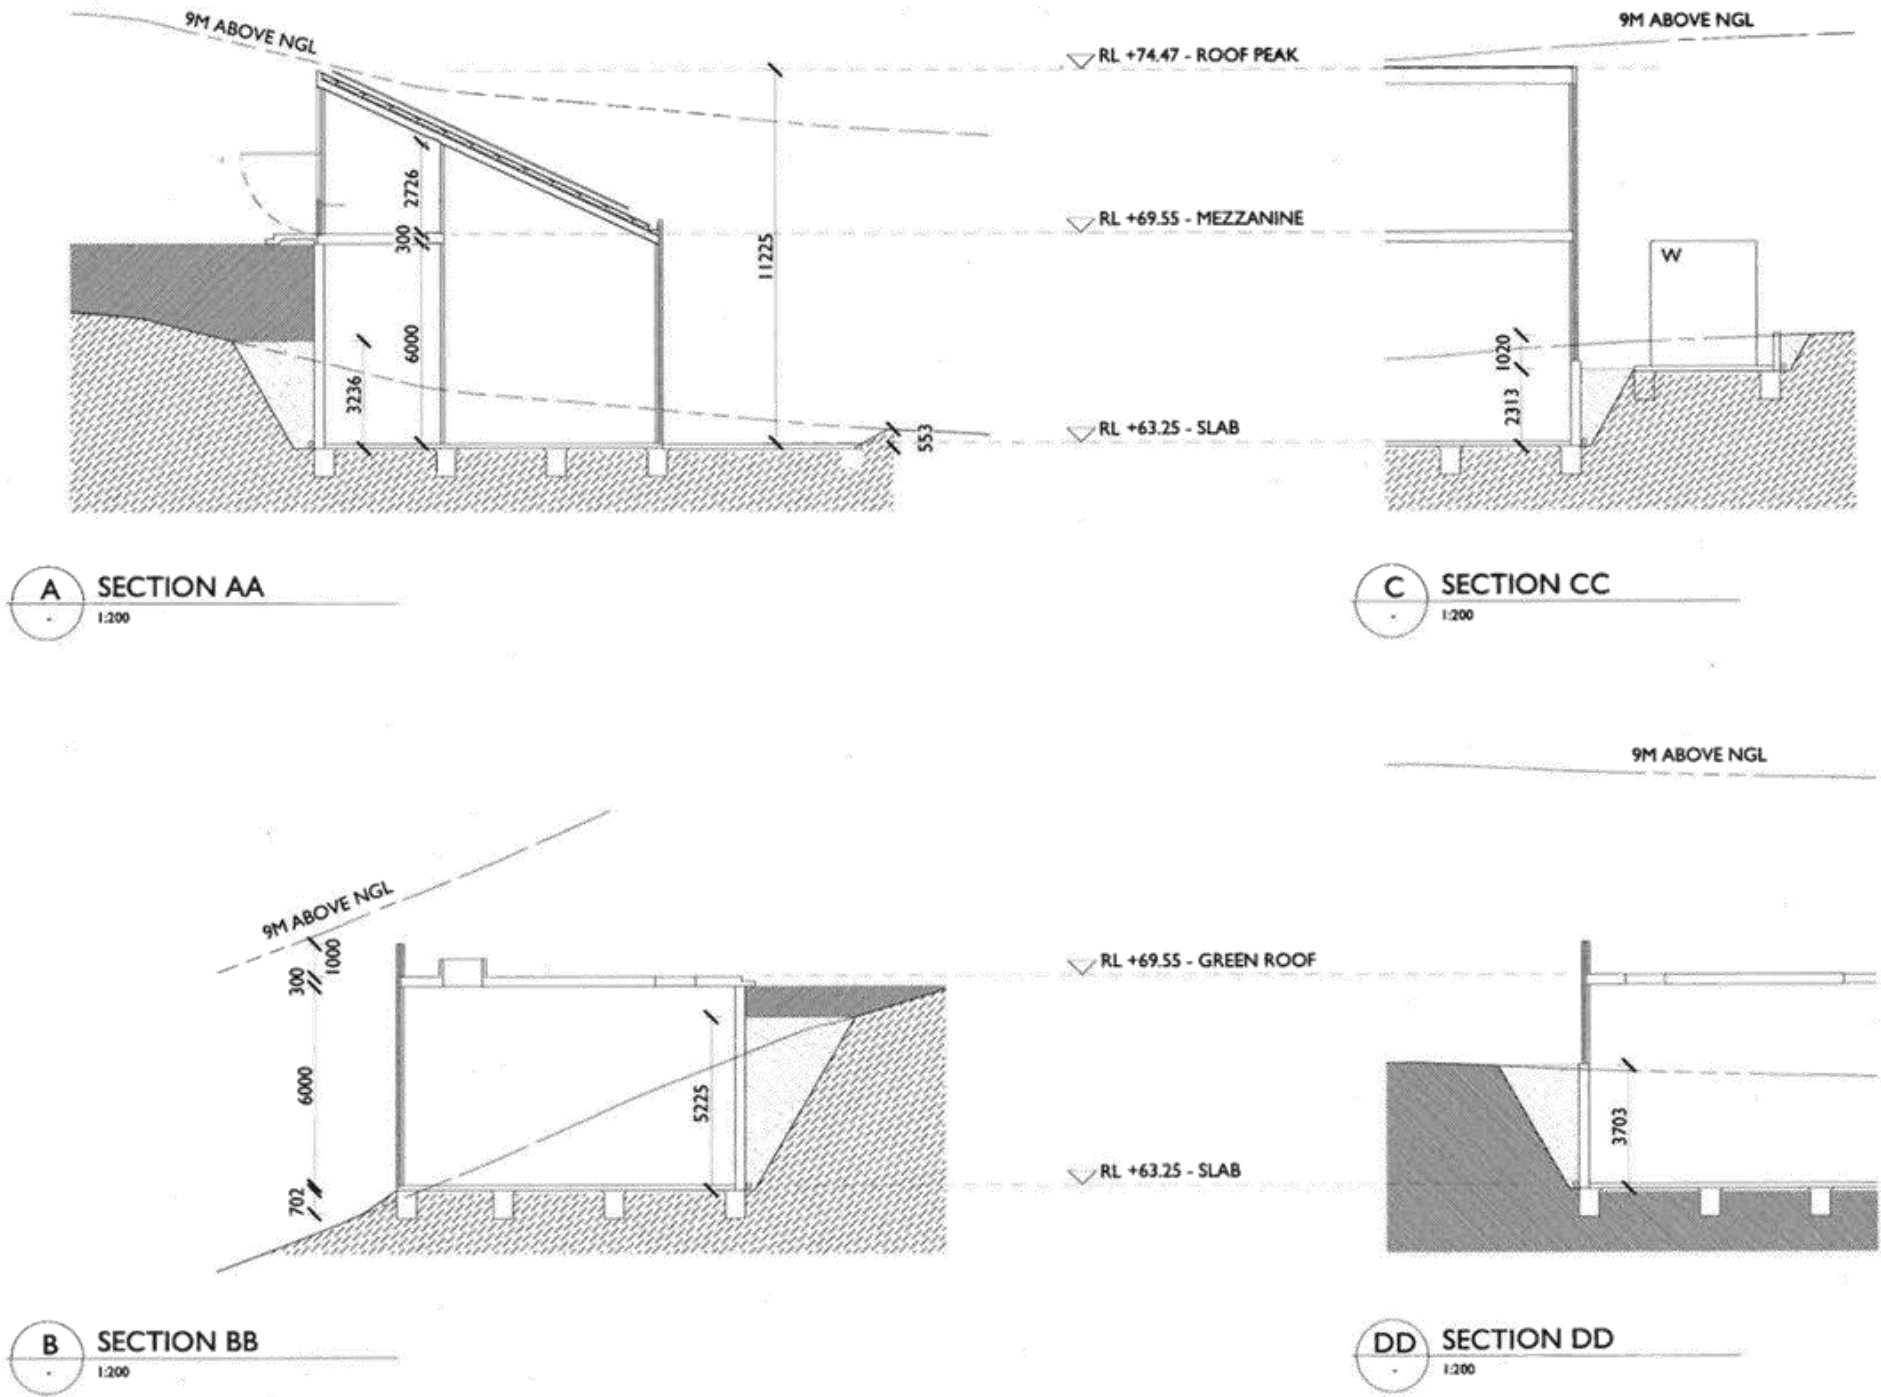 9M ABOVE NGL
RL +74.47 - ROOF PEAK
9M ABOVE NGL
2726
300
6000
3236
11225
553
RL +69.55 - MEZZANINE
RL +63.25 - SLAB
W
1020
2313
A SECTION AA
1:200
C SECTION CC
1:200
9M ABOVE NGL
9M ABOVE NGL
1000
300
6000
702
5225
RL +69.55 - GREEN ROOF
RL +63.25 - SLAB
3703
B SECTION BB
1:200
DD SECTION DD
1:200